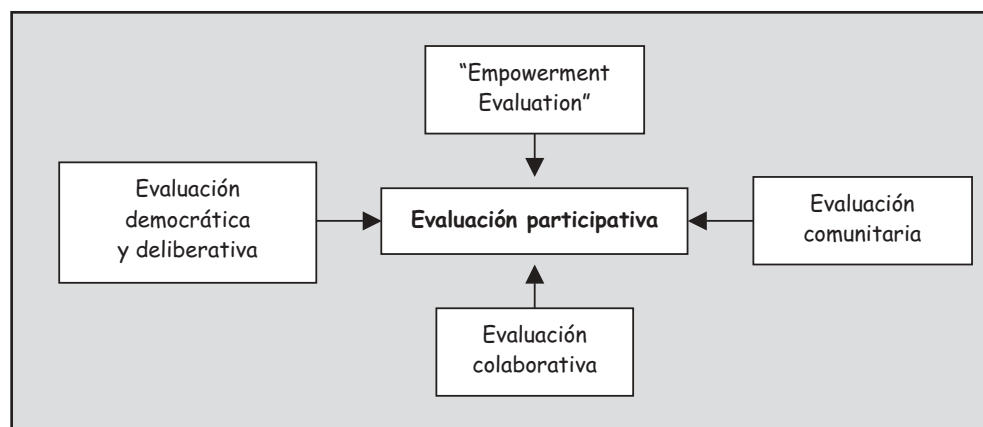 “Empowerment
Evaluation”
Evaluación
democrática
y deliberativa
Evaluación participativa
Evaluación
comunitaria
Evaluación
colaborativa